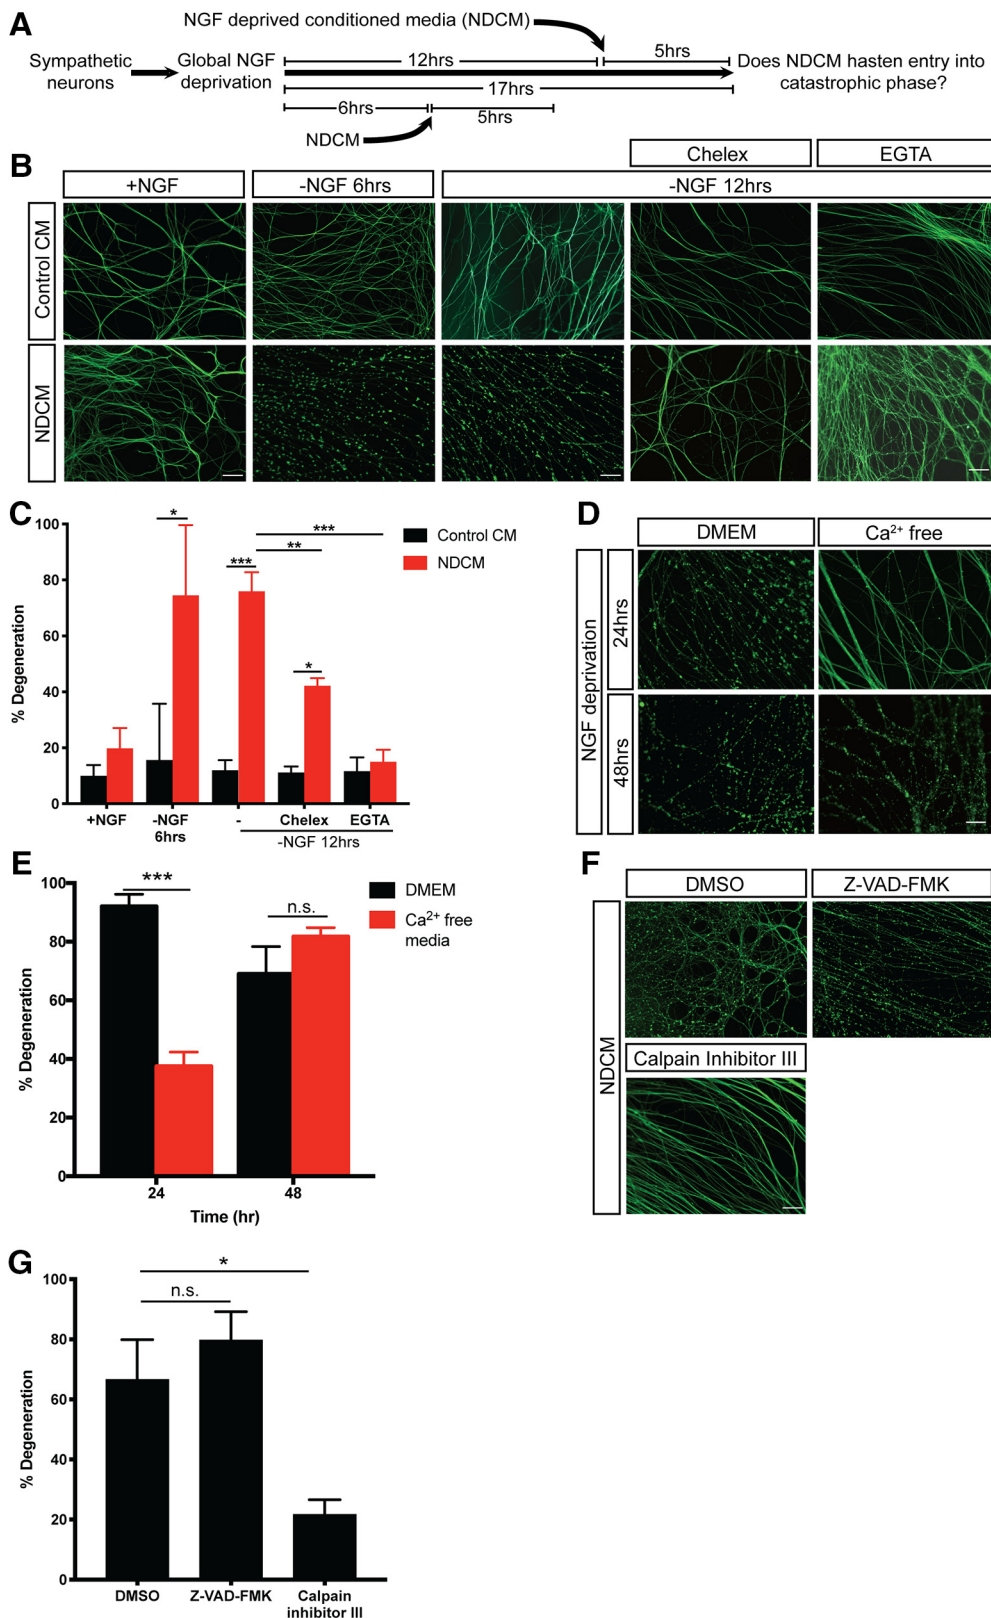 A
NGF deprived conditioned media (NDCM)
Sympathetic
neurons
Global NGF
deprivation
12hrs
5hrs
17hrs
6hrs
5hrs
NDCM
Does NDCM hasten entry into
catastrophic phase?
B
Chelex
EGTA
+NGF
-NGF 6hrs
-NGF 12hrs
Control CM
NDCM
C
% Degeneration
100
80
60
40
20
0
*
***
**
***
*
Control CM
NDCM
+NGF
-NGF
6hrs
-
Chelex
EGTA
-NGF 12hrs
D
DMEM
Ca²⁺ free
NGF deprivation
24hrs
48hrs
E
% Degeneration
100
80
60
40
20
0
***
n.s.
DMEM
Ca²⁺ free
media
24
48
Time (hr)
F
DMSO
Z-VAD-FMK
NDCM
Calpain Inhibitor III
G
% Degeneration
100
80
60
40
20
0
*
n.s.
DMSO
Z-VAD-FMK
Calpain
inhibitor III